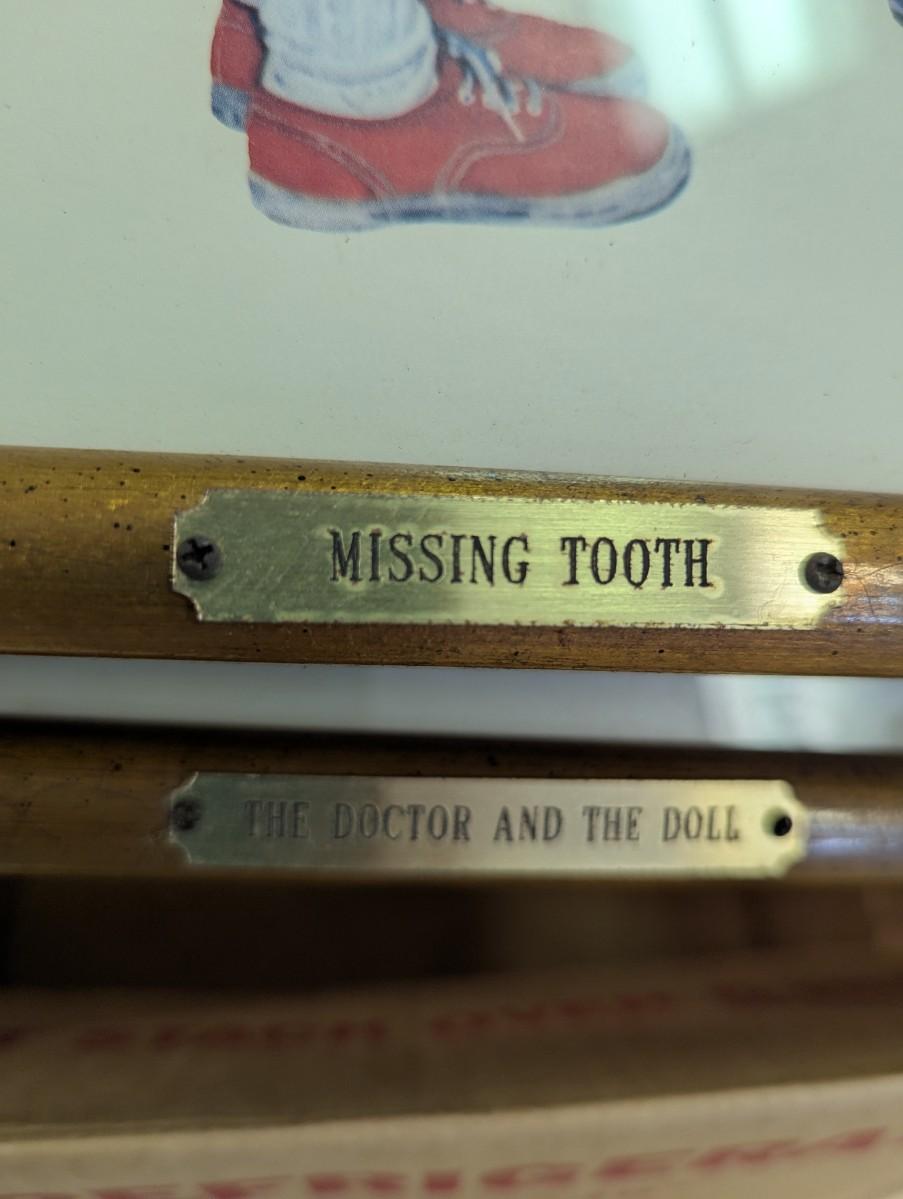 MISSING TOOTH
THE DOCTOR AND THE DOLL